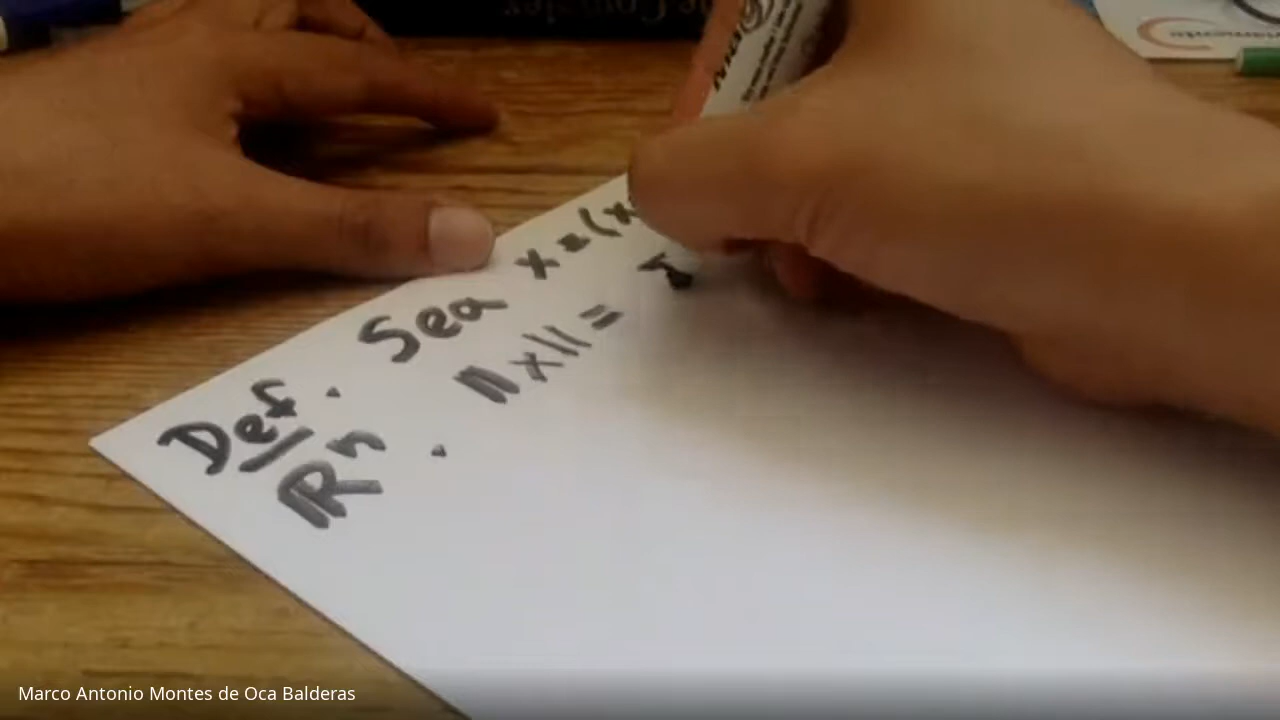 Def. Sea x = (x
ℝⁿ. ||x|| =
Marco Antonio Montes de Oca Balderas